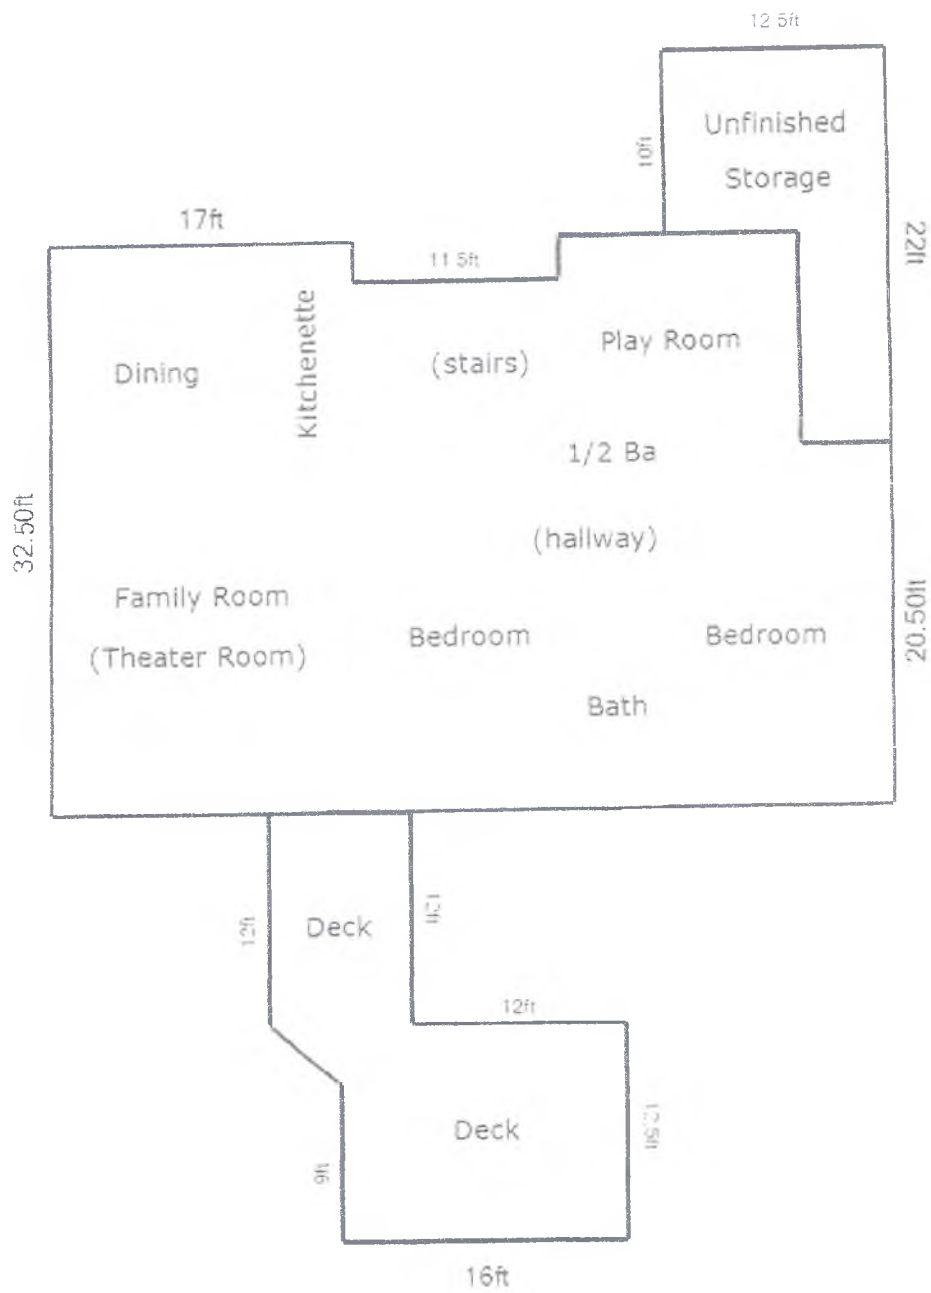 12 5ft
Unfinished
Storage
10ft
22ft
17ft
11 5ft
Kitchenette
Play Room
(stairs)
Dining
1/2 Ba
32.50ft
(hallway)
Family Room
20.50ft
Bedroom
Bedroom
(Theater Room)
Bath
12ft
12ft
Deck
12ft
12.5ft
Deck
9ft
16ft